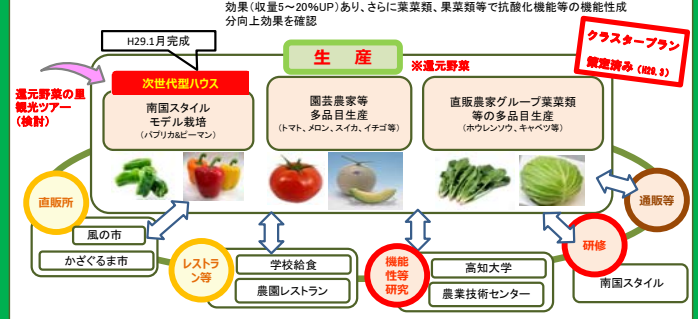 効果(収量5～20%UP)あり、さらに葉菜類、果菜類等で抗酸化機能等の機能性成
分向上効果を確認
H29.1月完成
生 産
※還元野菜
クラスタープラン
策定済み(H29.3)
還元野菜の里
観光ツアー
(検討)
次世代型ハウス
南国スタイル
モデル栽培
(パプリカ&ピーマン)
園芸農家等
多品目生産
(トマト、メロン、スイカ、イチゴ等)
直販農家グループ葉菜類
等の多品目生産
(ホウレンソウ、キャベツ等)
直販所
風の市
かざぐるま市
レストラ
ン等
学校給食
農園レストラン
機能
性等
研究
高知大学
農業技術センター
研修
南国スタイル
通販等